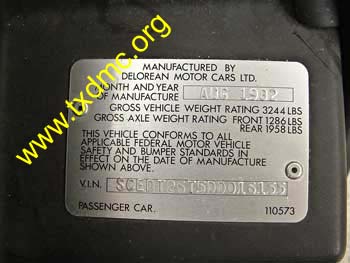 www.txdmc.org
MANUFACTURED BY
DELOREAN MOTOR CARS LTD.
MONTH AND YEAR
OF MANUFACTURE AUG 1982
GROSS VEHICLE WEIGHT RATING 3244 LBS
GROSS AXLE WEIGHT RATING FRONT 1286 LBS
REAR 1958 LBS
THIS VEHICLE CONFORMS TO ALL
APPLICABLE FEDERAL MOTOR VEHICLE
SAFETY AND BUMPER STANDARDS IN
EFFECT ON THE DATE OF MANUFACTURE
SHOWN ABOVE.
V.I.N.
PASSENGER CAR. 110573